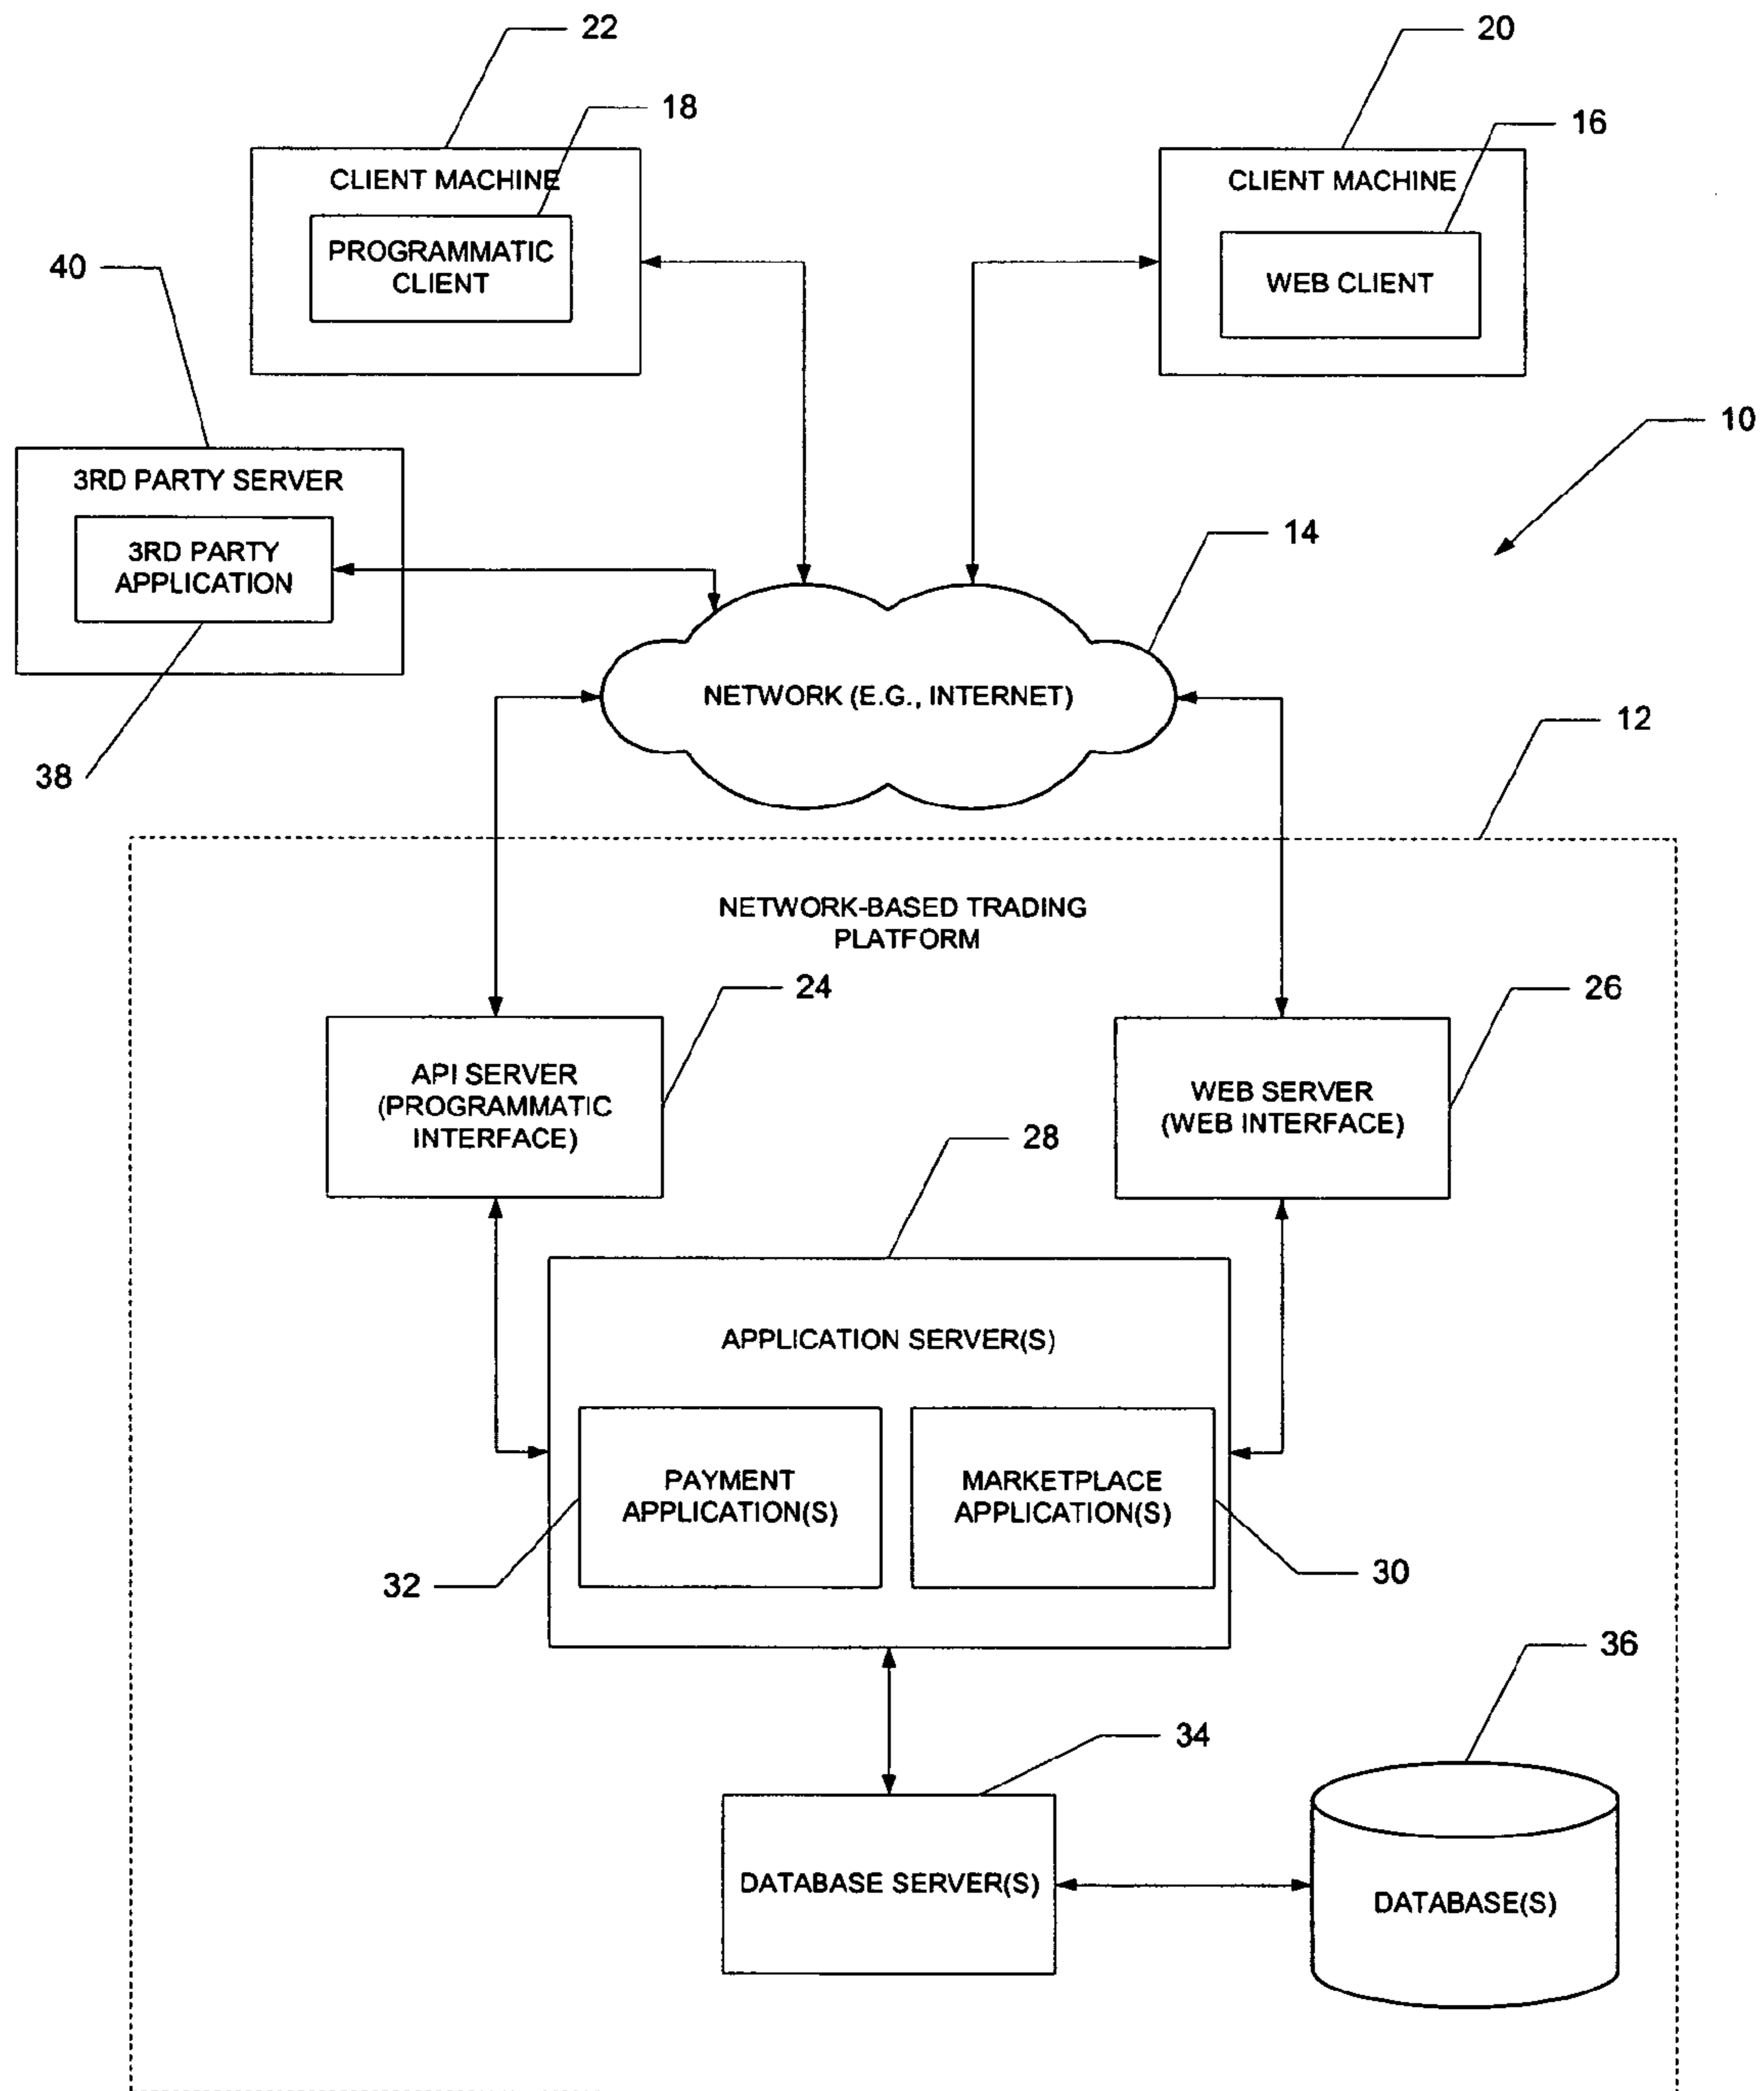 22
20
18
16
CLIENT MACHINE
CLIENT MACHINE
PROGRAMMATIC
CLIENT
WEB CLIENT
40
10
3RD PARTY SERVER
3RD PARTY
APPLICATION
14
NETWORK (E.G., INTERNET)
38
12
NETWORK-BASED TRADING
PLATFORM
24
26
API SERVER
(PROGRAMMATIC
INTERFACE)
WEB SERVER
(WEB INTERFACE)
28
APPLICATION SERVER(S)
PAYMENT
APPLICATION(S)
MARKETPLACE
APPLICATION(S)
32
30
36
34
DATABASE SERVER(S)
DATABASE(S)